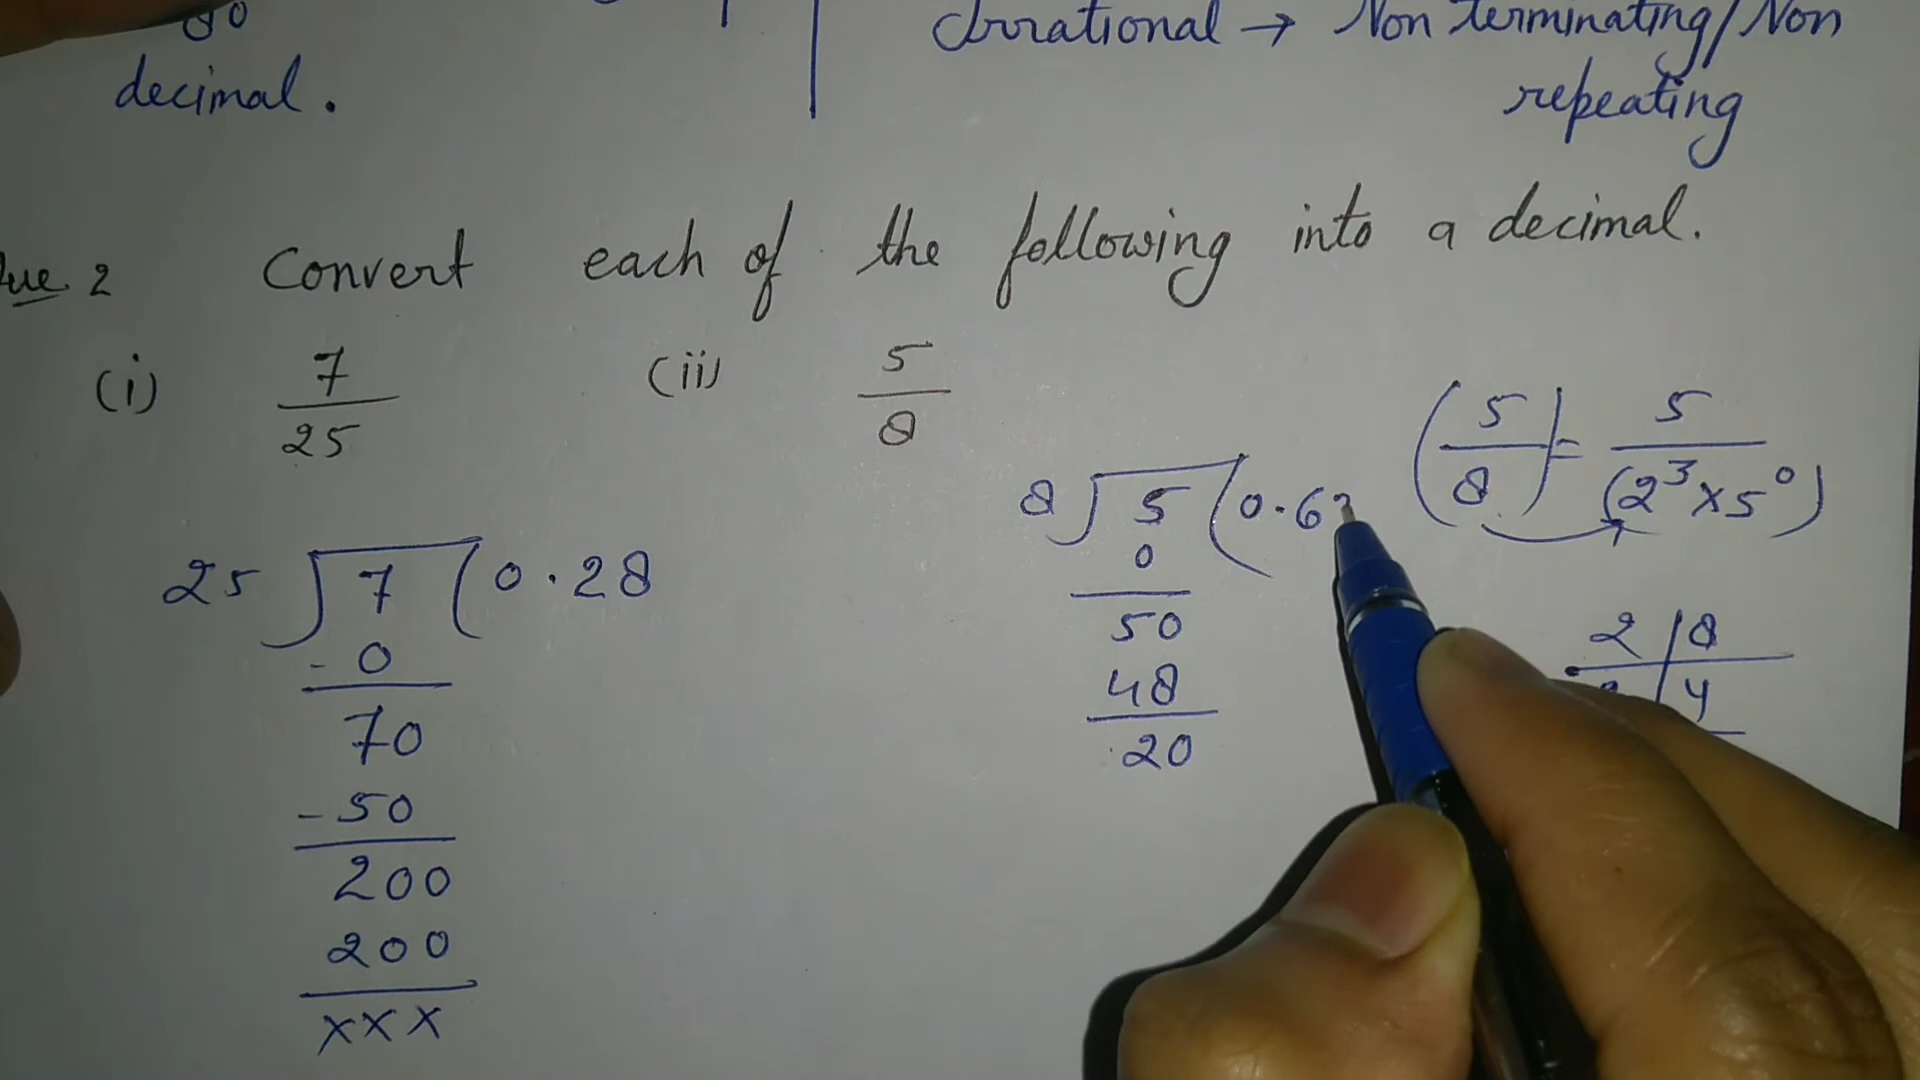 decimal.
Irrational → Non terminating/Non
repeating
Que 2 Convert each of the following into a decimal.
(i) 7/25 (ii) 5/8
(5/8) = 5/(2³×5⁰)
8 √5 (0.62
0
50
48
20
25 √7 (0.28
- 0
70
- 50
200
200
×××
2 | 8
4